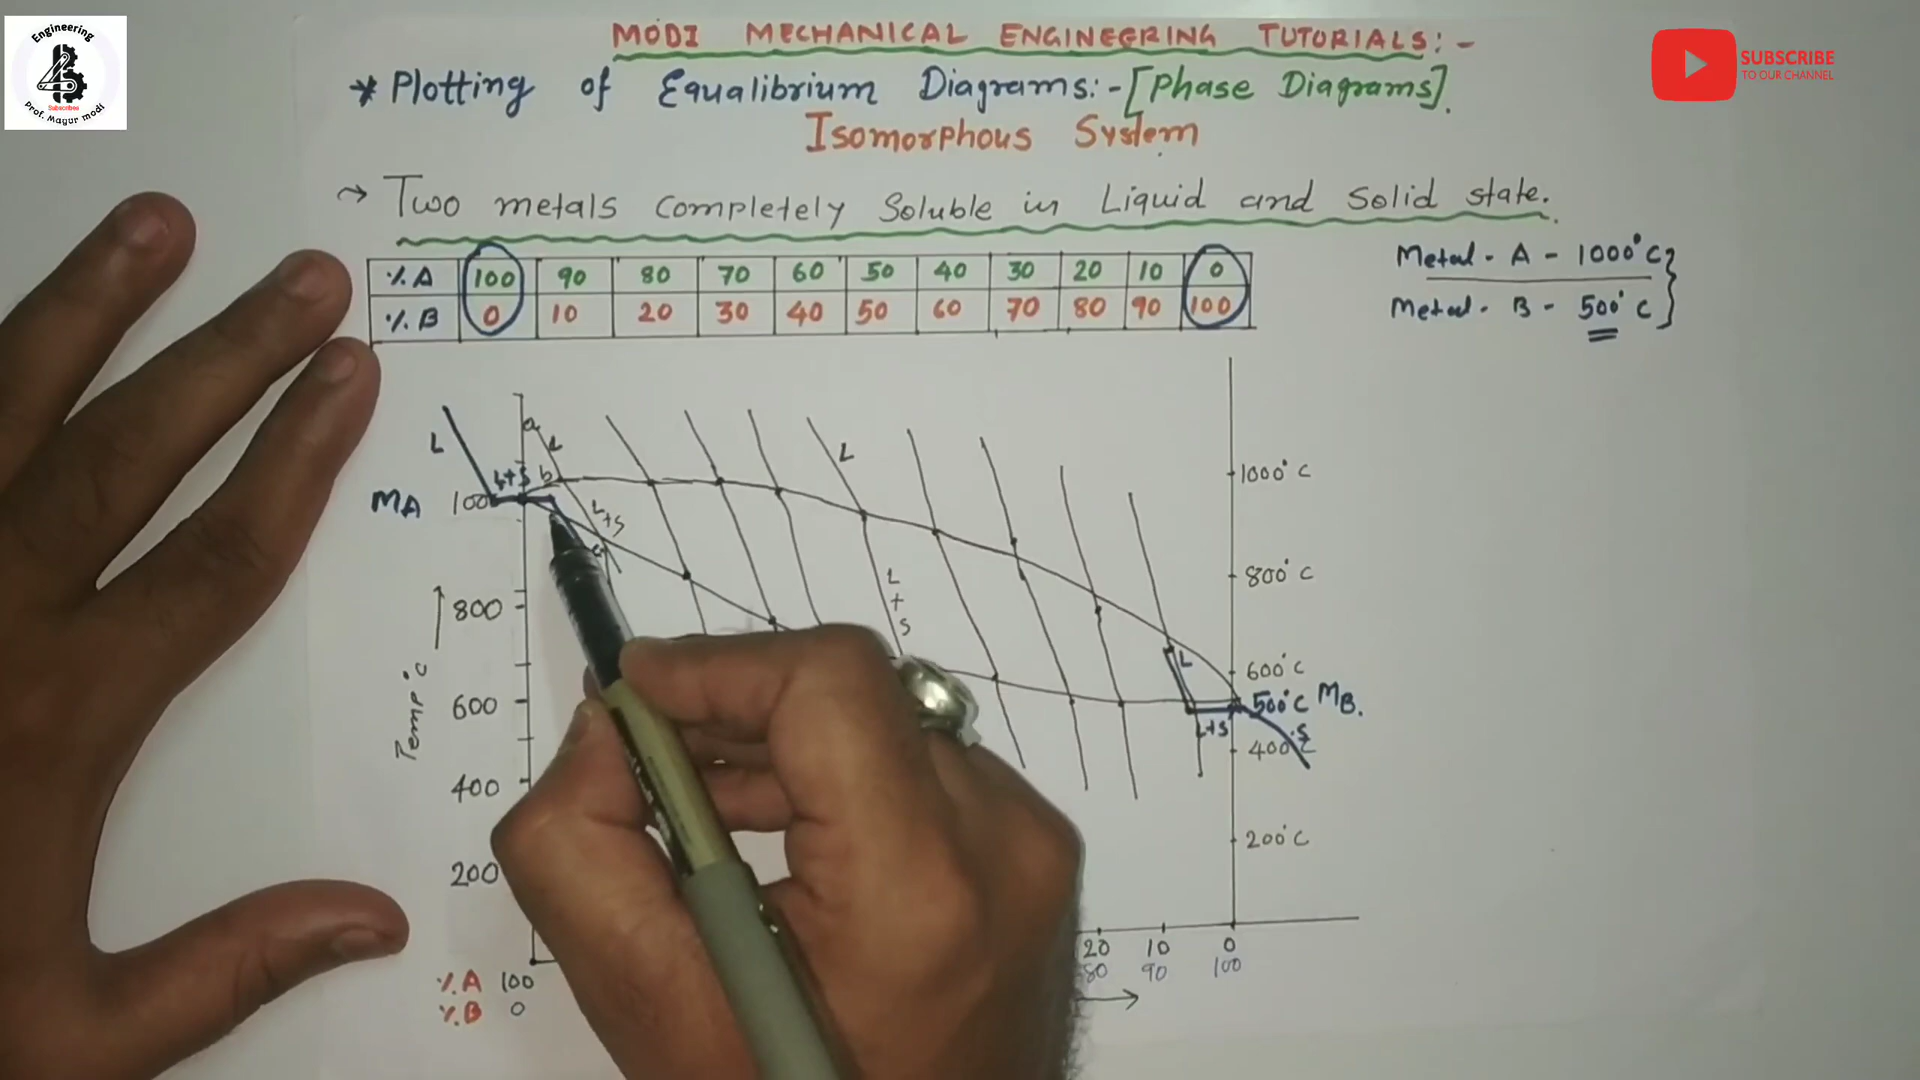 Engineering
Subscribes
Prof. Mayur modi
SUBSCRIBE
TO OUR CHANNEL
MODI MECHANICAL ENGINEERING TUTORIALS:-
* Plotting of Equalibrium Diagrams:-[Phase Diagrams].
Isomorphous System
→ Two metals completely Soluble in Liquid and Solid state.
%A 100 90 80 70 60 50 40 30 20 10 0
%B 0 10 20 30 40 50 60 70 80 90 100
Metal - A - 1000°C
Metal - B - 500°C
L
a
L
L
L+S
b
1000°C
MA
L
+S
800°C
L
+
S
800
Temp°C
L
600°C
600
500°C MB.
L+S
S
400
400
200°C
200
20 10 0
80 90 100
%A 100
%B 0